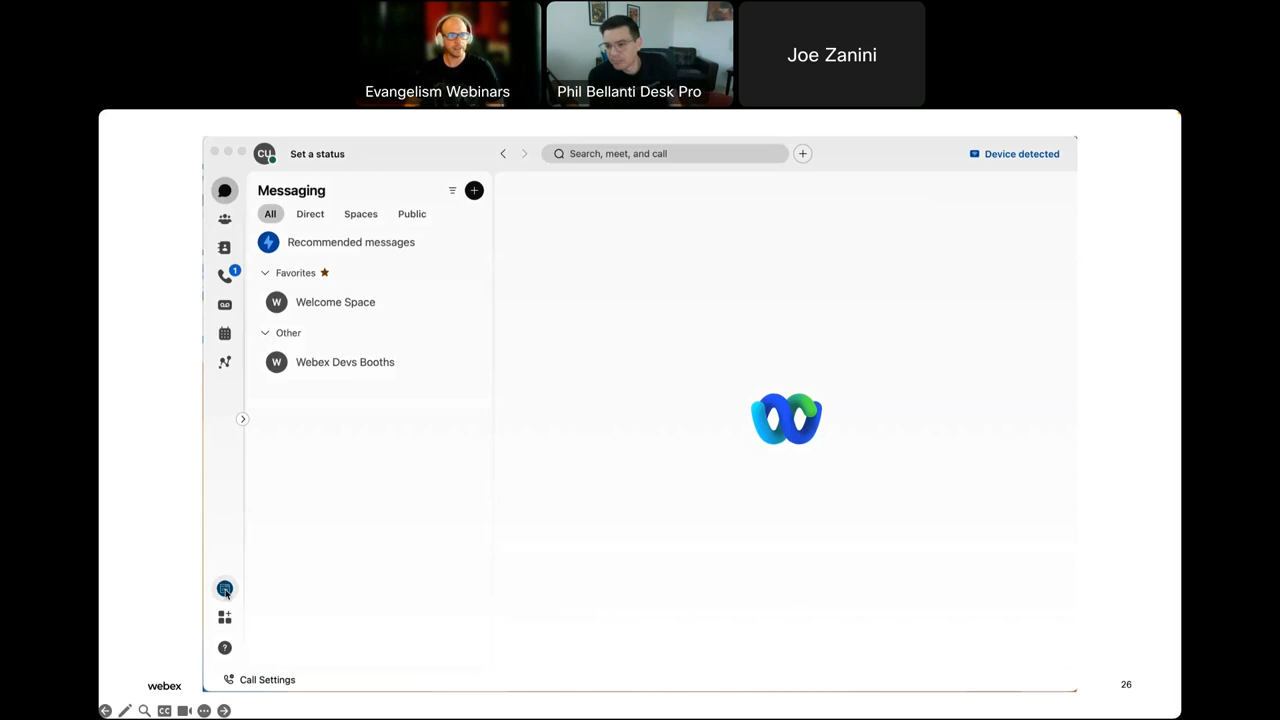 Evangelism Webinars
Phil Bellanti Desk Pro
Joe Zanini
CU
Set a status
Search, meet, and call
Device detected
Messaging
All
Direct
Spaces
Public
Recommended messages
Favorites
W
Welcome Space
Other
W
Webex Devs Booths
1
?
Call Settings
webex
26
CC